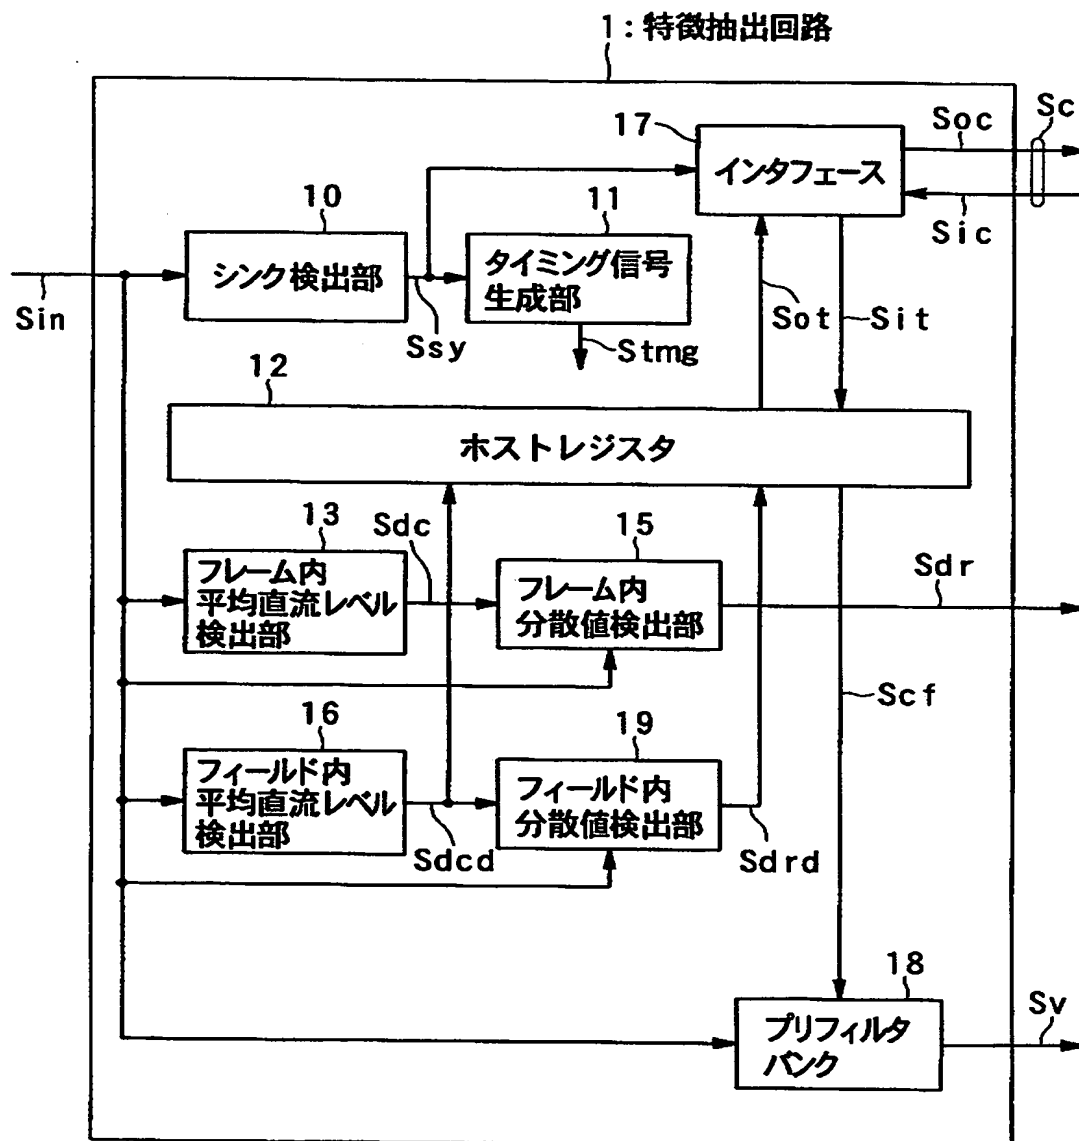 1:特徴抽出回路
17
Soc
Sc
インタフェース
Sic
10
11
シンク検出部
タイミング信号
生成部
Sin
Ssy
Stmg
Sot
Sit
12
ホストレジスタ
13
Sdc
15
Sdr
フレーム内
平均直流レベル
検出部
フレーム内
分散値検出部
Scf
16
19
フィールド内
平均直流レベル
検出部
フィールド内
分散値検出部
Sdcd
Sdrd
18
Sv
プリフィルタ
バンク